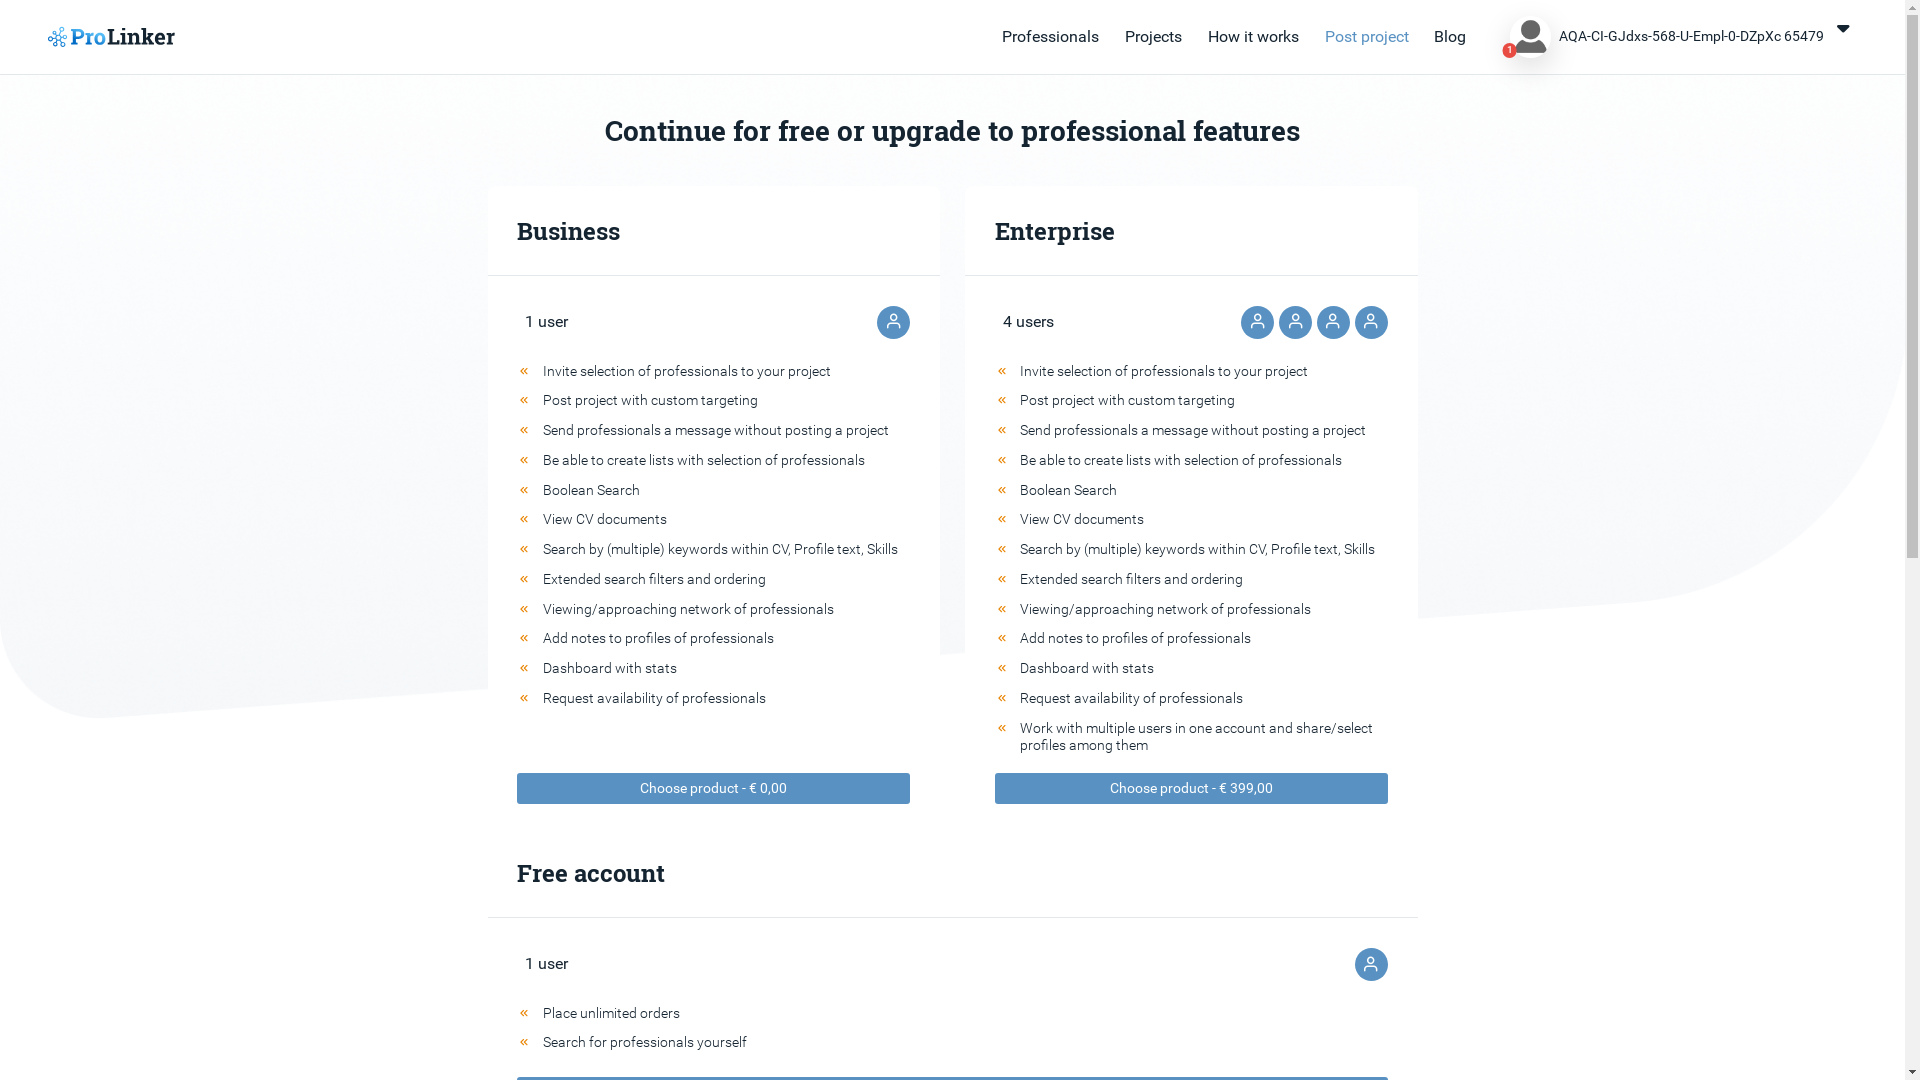 ProLinker
Professionals
Projects
How it works
Post project
Blog
1
AQA-CI-GJdxs-568-U-Empl-0-DZpXc 65479
Continue for free or upgrade to professional features
Business
1 user
Invite selection of professionals to your project
Post project with custom targeting
Send professionals a message without posting a project
Be able to create lists with selection of professionals
Boolean Search
View CV documents
Search by (multiple) keywords within CV, Profile text, Skills
Extended search filters and ordering
Viewing/approaching network of professionals
Add notes to profiles of professionals
Dashboard with stats
Request availability of professionals
Choose product - € 0,00
Enterprise
4 users
Invite selection of professionals to your project
Post project with custom targeting
Send professionals a message without posting a project
Be able to create lists with selection of professionals
Boolean Search
View CV documents
Search by (multiple) keywords within CV, Profile text, Skills
Extended search filters and ordering
Viewing/approaching network of professionals
Add notes to profiles of professionals
Dashboard with stats
Request availability of professionals
Work with multiple users in one account and share/select
profiles among them
Choose product - € 399,00
Free account
1 user
Place unlimited orders
Search for professionals yourself